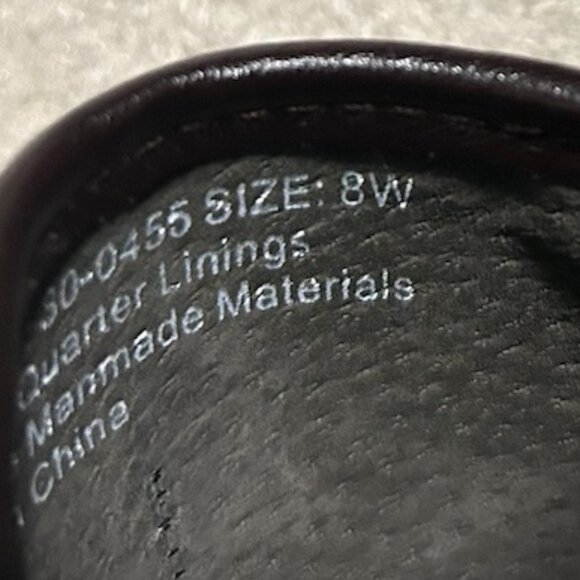 30-0455 SIZE: 8W
Quarter Linings
Manmade Materials
China